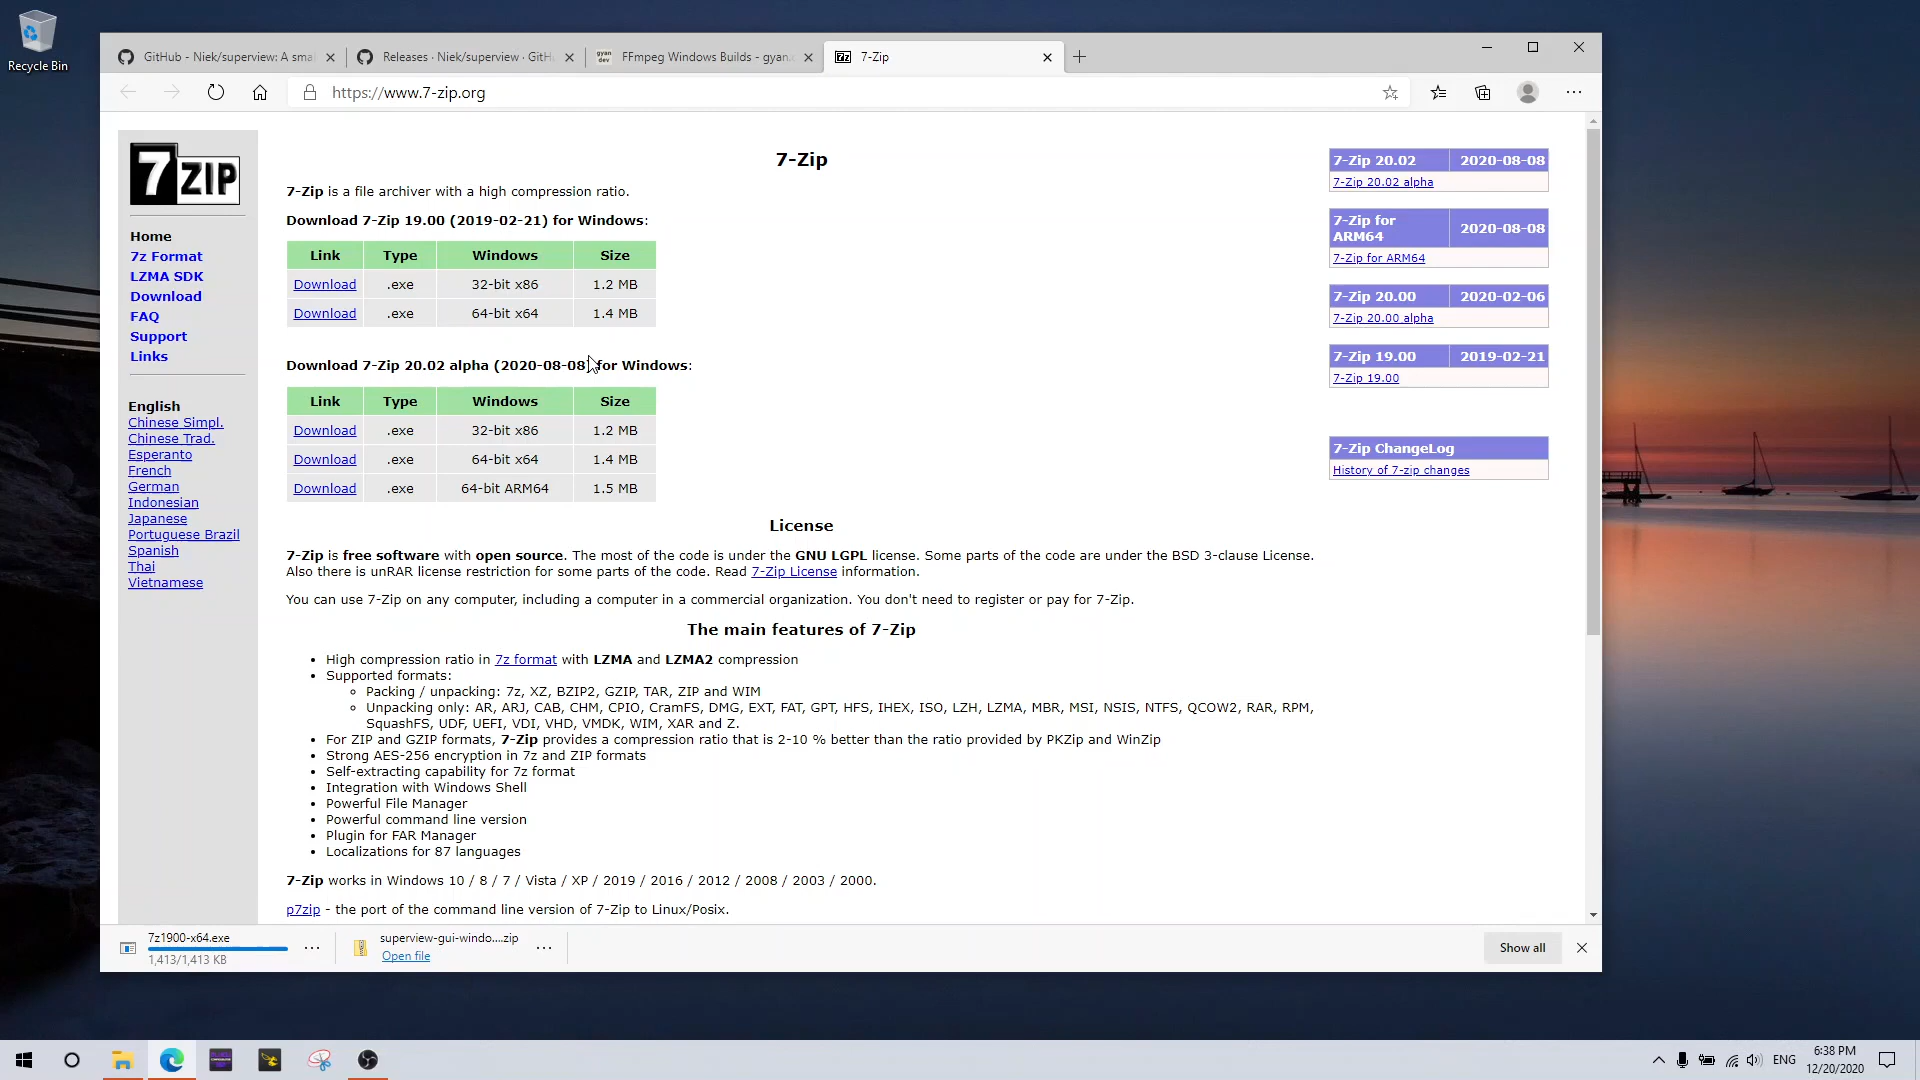 Recycle Bin
GitHub - Niek/superview: A smal
Releases · Niek/superview · GitH
gyan dev
FFmpeg Windows Builds - gyan.d
7z
7-Zip
https://www.7-zip.org
7 ZIP
Home
7z Format
LZMA SDK
Download
FAQ
Support
Links
English
Chinese Simpl.
Chinese Trad.
Esperanto
French
German
Indonesian
Japanese
Portuguese Brazil
Spanish
Thai
Vietnamese
7-Zip
7-Zip is a file archiver with a high compression ratio.
Download 7-Zip 19.00 (2019-02-21) for Windows:
Link Type Windows Size
Download .exe 32-bit x86 1.2 MB
Download .exe 64-bit x64 1.4 MB
Download 7-Zip 20.02 alpha (2020-08-08) for Windows:
Link Type Windows Size
Download .exe 32-bit x86 1.2 MB
Download .exe 64-bit x64 1.4 MB
Download .exe 64-bit ARM64 1.5 MB
License
7-Zip is free software with open source. The most of the code is under the GNU LGPL license. Some parts of the code are under the BSD 3-clause License.
Also there is unRAR license restriction for some parts of the code. Read 7-Zip License information.
You can use 7-Zip on any computer, including a computer in a commercial organization. You don't need to register or pay for 7-Zip.
The main features of 7-Zip
• High compression ratio in 7z format with LZMA and LZMA2 compression
• Supported formats:
◦ Packing / unpacking: 7z, XZ, BZIP2, GZIP, TAR, ZIP and WIM
◦ Unpacking only: AR, ARJ, CAB, CHM, CPIO, CramFS, DMG, EXT, FAT, GPT, HFS, IHEX, ISO, LZH, LZMA, MBR, MSI, NSIS, NTFS, QCOW2, RAR, RPM,
SquashFS, UDF, UEFI, VDI, VHD, VMDK, WIM, XAR and Z.
• For ZIP and GZIP formats, 7-Zip provides a compression ratio that is 2-10 % better than the ratio provided by PKZip and WinZip
• Strong AES-256 encryption in 7z and ZIP formats
• Self-extracting capability for 7z format
• Integration with Windows Shell
• Powerful File Manager
• Powerful command line version
• Plugin for FAR Manager
• Localizations for 87 languages
7-Zip works in Windows 10 / 8 / 7 / Vista / XP / 2019 / 2016 / 2012 / 2008 / 2003 / 2000.
p7zip - the port of the command line version of 7-Zip to Linux/Posix.
7-Zip 20.02 2020-08-08
7-Zip 20.02 alpha
7-Zip for ARM64 2020-08-08
7-Zip for ARM64
7-Zip 20.00 2020-02-06
7-Zip 20.00 alpha
7-Zip 19.00 2019-02-21
7-Zip 19.00
7-Zip ChangeLog
History of 7-zip changes
7z1900-x64.exe
1,413/1,413 KB
superview-gui-windo....zip
Open file
Show all
ENG
6:38 PM
12/20/2020